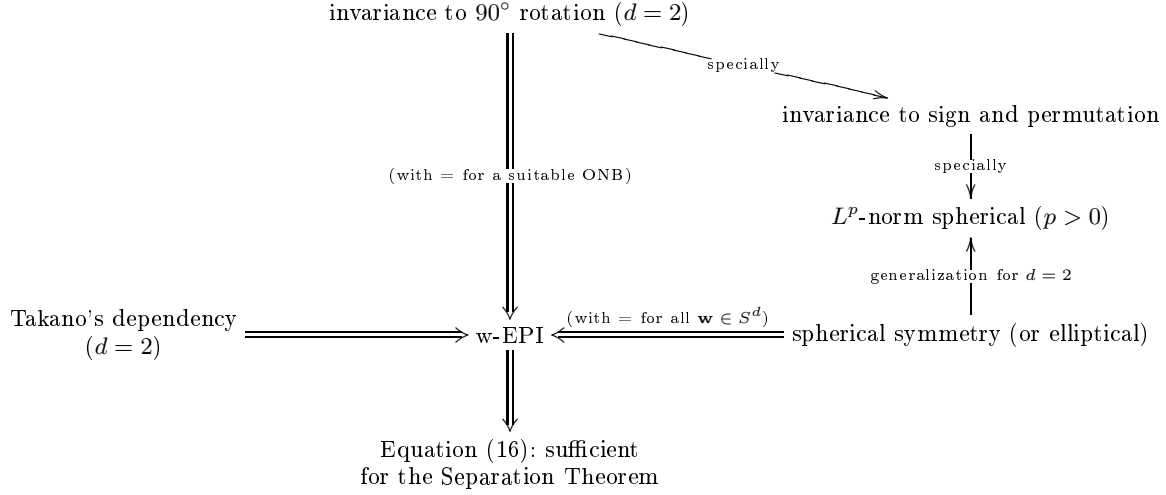 invariance to 90° rotation (d = 2)
specially
invariance to sign and permutation
specially
(with = for a suitable ONB)
L^p-norm spherical (p > 0)
generalization for d = 2
Takano's dependency
(d = 2)
w-EPI
(with = for all w ∈ S^d)
spherical symmetry (or elliptical)
Equation (16): sufficient
for the Separation Theorem